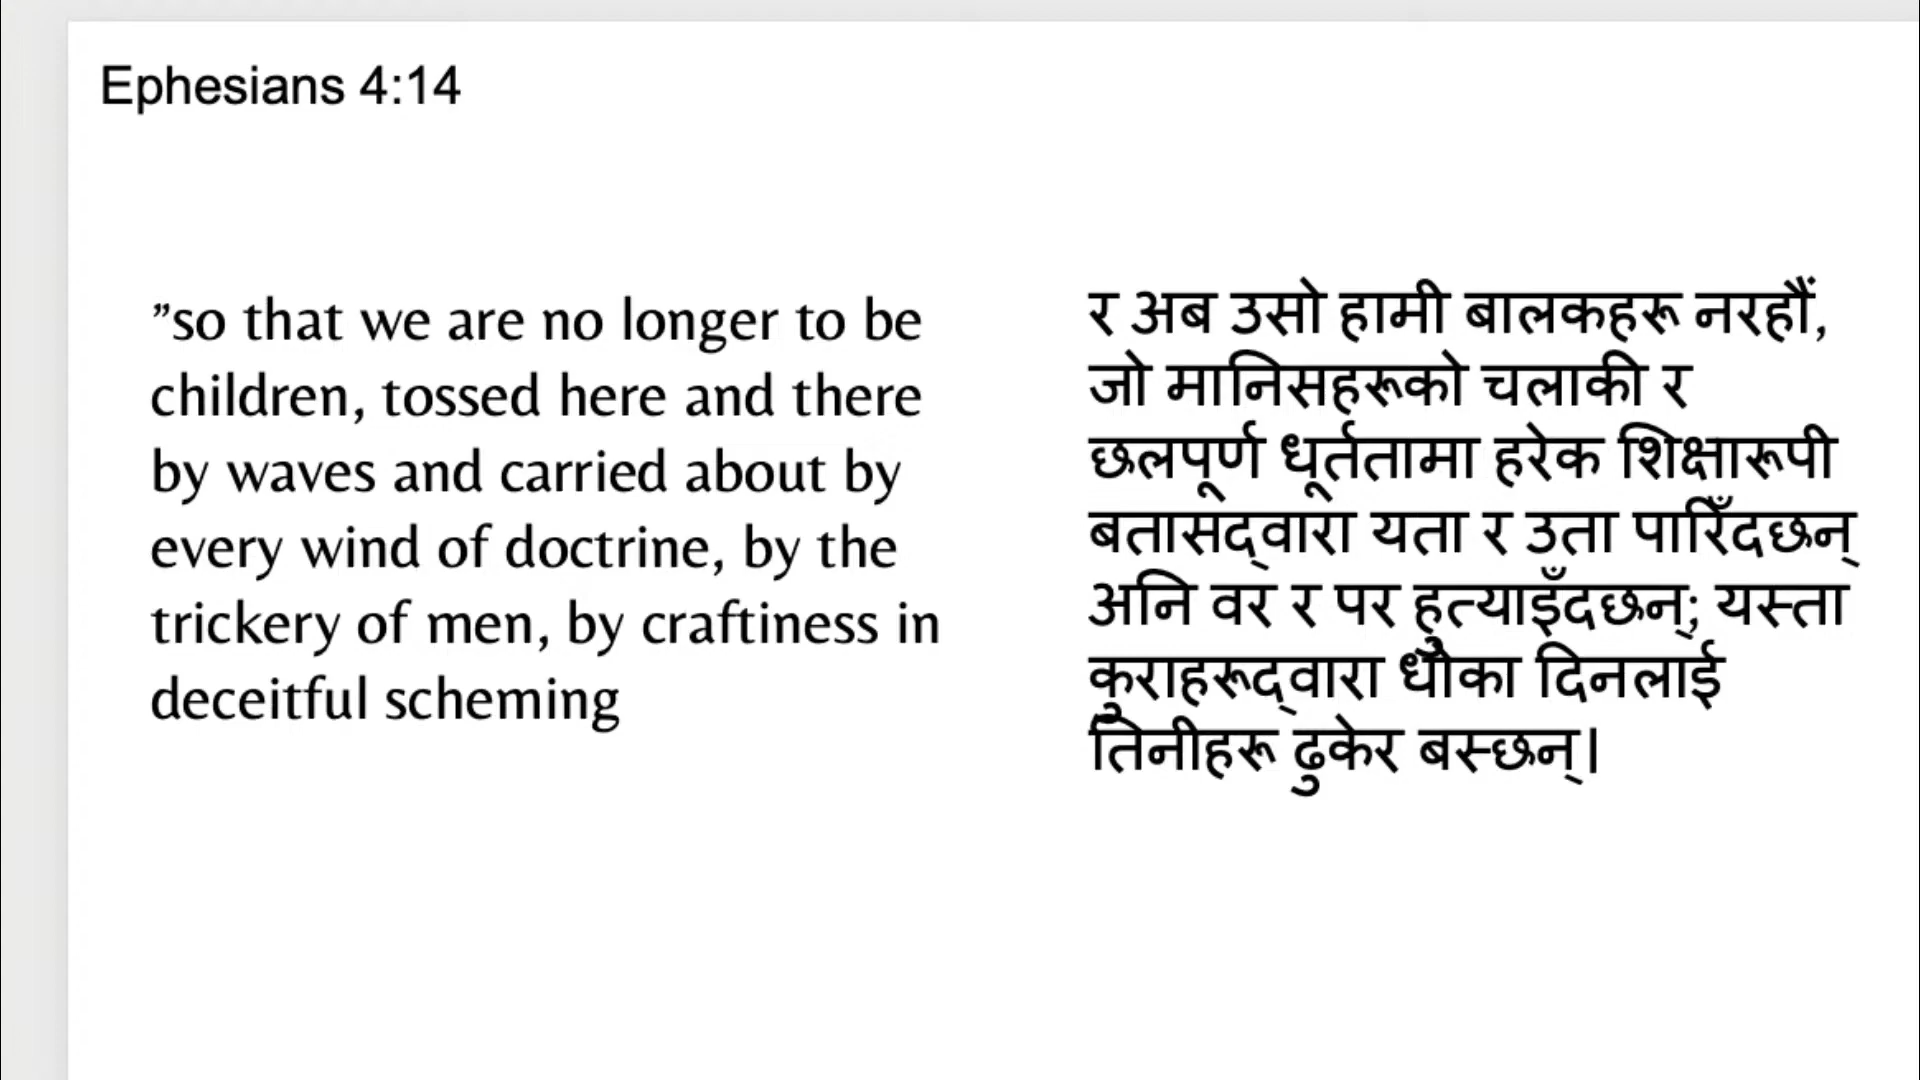 Ephesians 4:14
”so that we are no longer to be
children, tossed here and there
by waves and carried about by
every wind of doctrine, by the
trickery of men, by craftiness in
deceitful scheming
र अब उसो हामी बालकहरू नरहौं,
जो मानिसहरूको चलाकी र
छलपूर्ण धूर्ततामा हरेक शिक्षारूपी
बतासद्वारा यता र उता पारिँदछन्
अनि वर र पर हुत्याइँदछन्; यस्ता
कुराहरूद्वारा धोका दिनलाई
तिनीहरू ढुकेर बस्छन्।